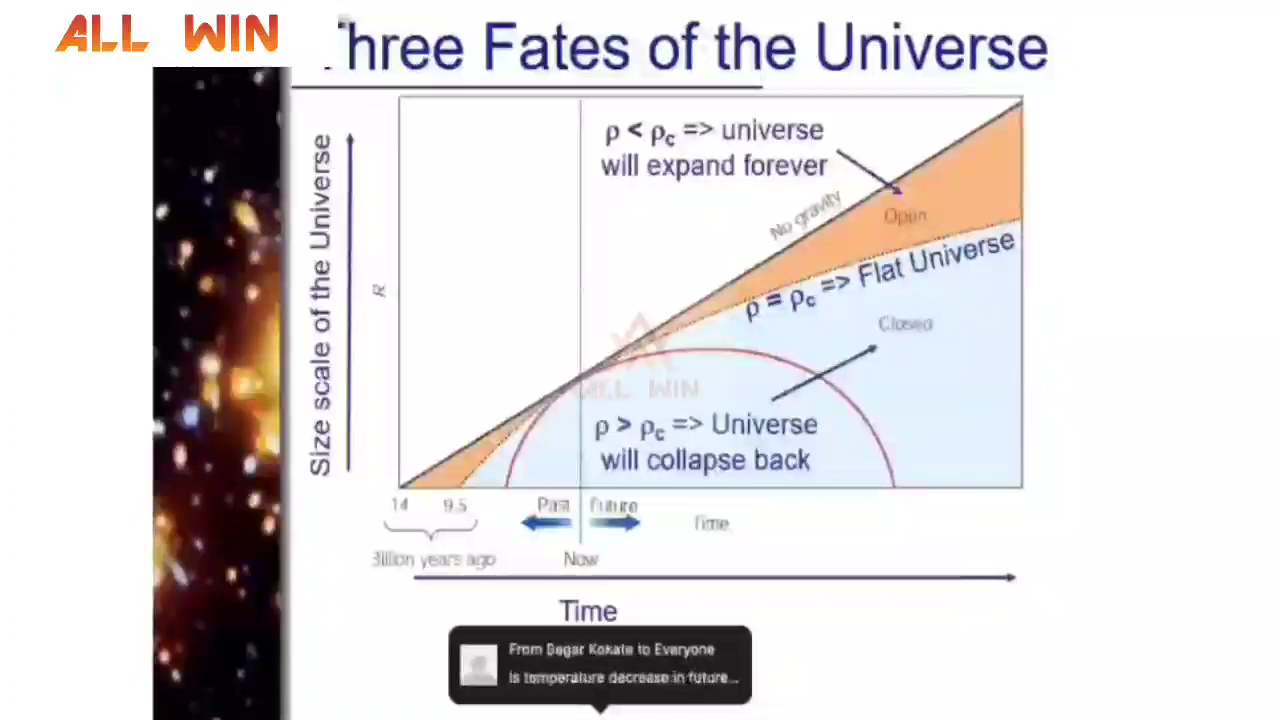 ALL WIN
Three Fates of the Universe
Size scale of the Universe
R
ρ < ρc => universe
will expand forever
No gravity
Open
ρ = ρc => Flat Universe
Closed
ALL WIN
ρ > ρc => Universe
will collapse back
14 9.5
Past Future
Time
Billion years ago
Now
Time
From Segar Kokate to Everyone
Is temperature decrease in future...